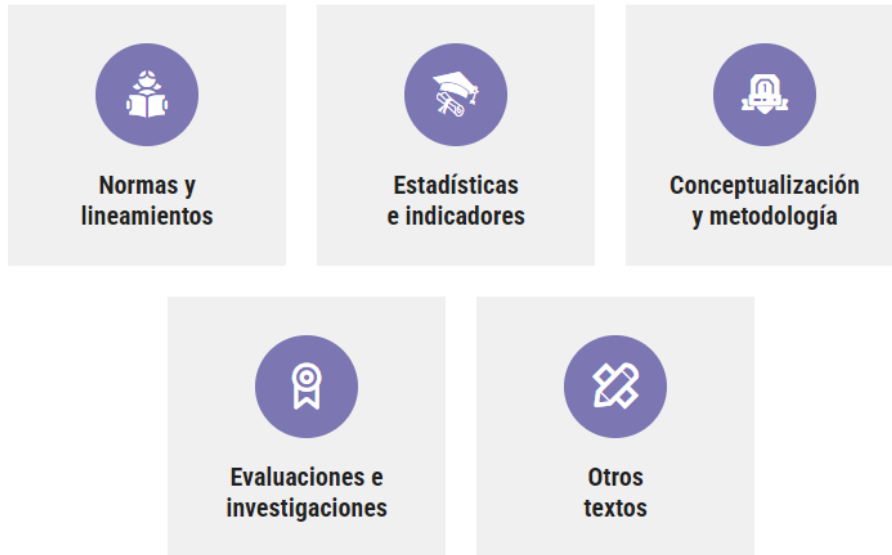 Normas y
lineamientos
Estadísticas
e indicadores
Conceptualización
y metodología
Evaluaciones e
investigaciones
Otros
textos